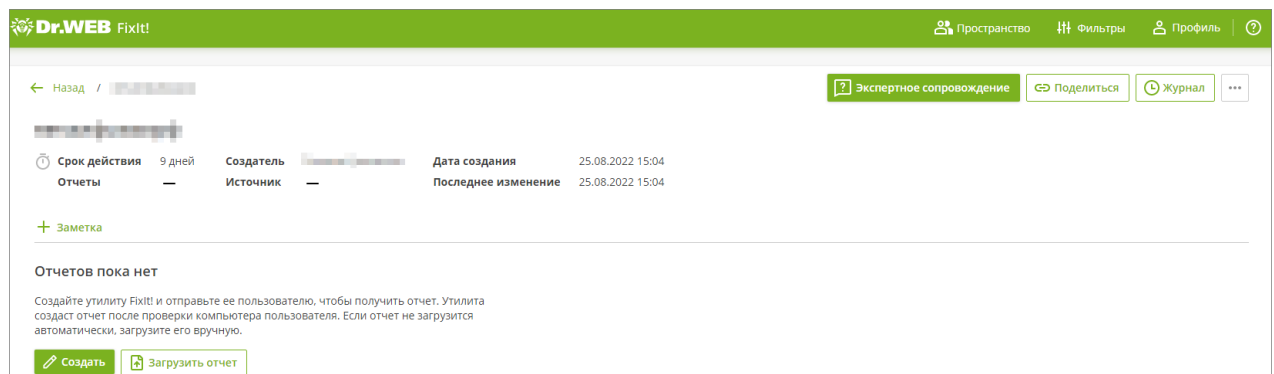 Dr.WEB FixIt! Пространство Фильтры Профиль
Назад / Экспертное сопровождение Поделиться Журнал
Срок действия 9 дней Создатель Дата создания 25.08.2022 15:04
Отчеты — Источник — Последнее изменение 25.08.2022 15:04
+ Заметка
Отчетов пока нет
Создайте утилиту FixIt! и отправьте ее пользователю, чтобы получить отчет. Утилита
создаст отчет после проверки компьютера пользователя. Если отчет не загрузится
автоматически, загрузите его вручную.
Создать Загрузить отчет